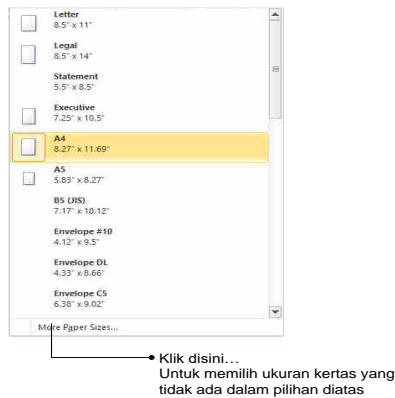 Letter
8.5" x 11"
Legal
8.5" x 14"
Statement
5.5" x 8.5"
Executive
7.25" x 10.5"
A4
8.27" x 11.69"
A5
5.83" x 8.27"
B5 (JIS)
7.17" x 10.12"
Envelope #10
4.12" x 9.5"
Envelope DL
4.33" x 8.66"
Envelope C5
6.38" x 9.02"
More Paper Sizes...
Klik disini…
Untuk memilih ukuran kertas yang
tidak ada dalam pilihan diatas